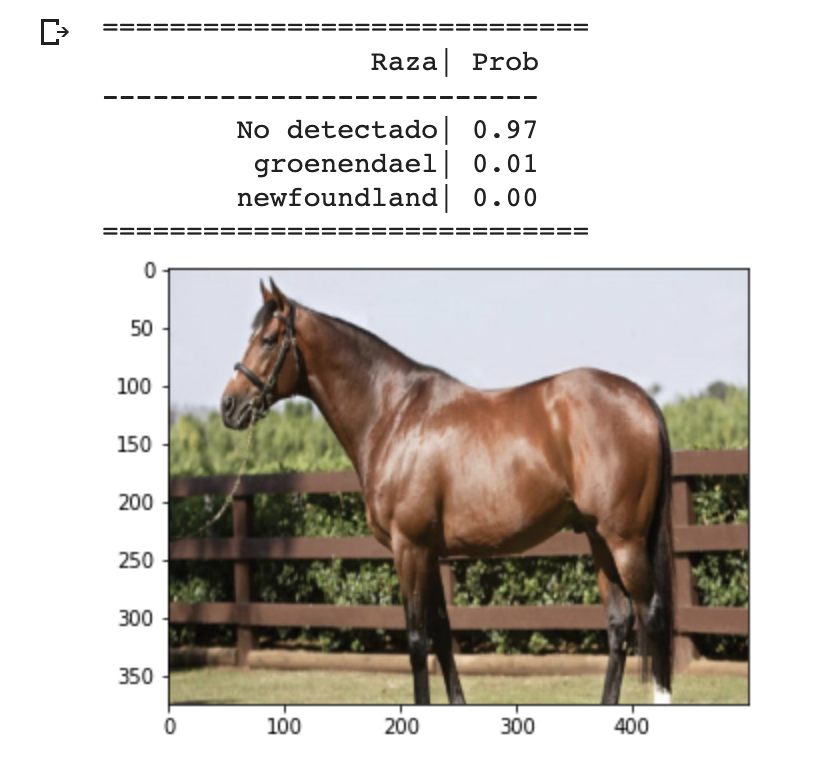 =============================
Raza| Prob
--------------------------
No detectado| 0.97
groenendael| 0.01
newfoundland| 0.00
=============================
0
50
100
150
200
250
300
350
0 100 200 300 400